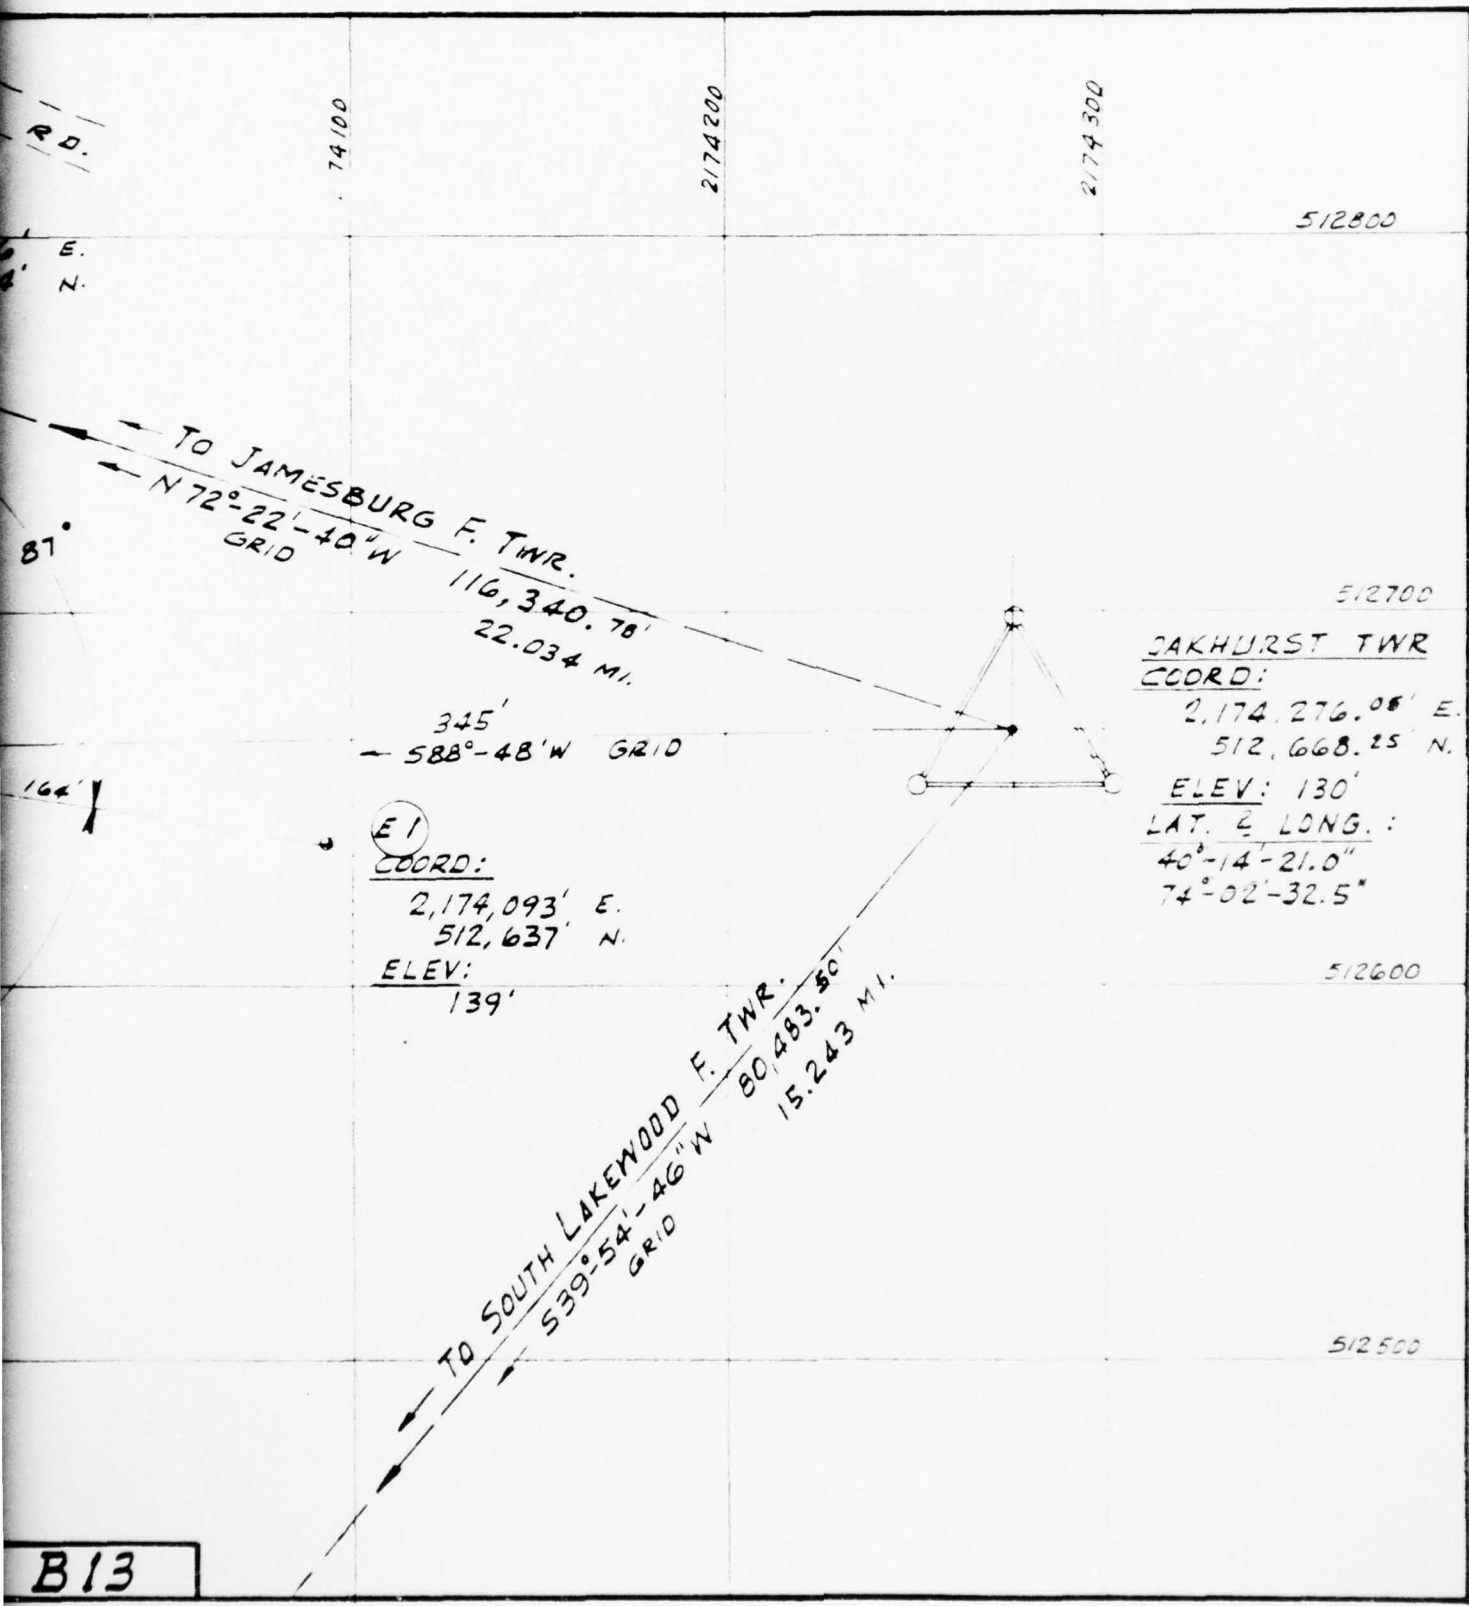 RD.
74100
2174200
2174300
512800
E.
N.
TO JAMESBURG F. TWR.
N 72°-22'-40"W
GRID
116,340.78'
22.034 MI.
87°
512700
OAKHURST TWR
COORD:
2,174,276.08' E.
512,668.25 N.
ELEV: 130'
LAT. & LONG.:
40°-14'-21.0"
74°-02'-32.5"
345'
S88°-48'W GRID
164'
E1
COORD:
2,174,093' E.
512,637' N.
ELEV:
139'
512600
TO SOUTH LAKEWOOD F. TWR.
S39°-54'-46"W
GRID
80,483.50'
15.243 MI.
512500
B13